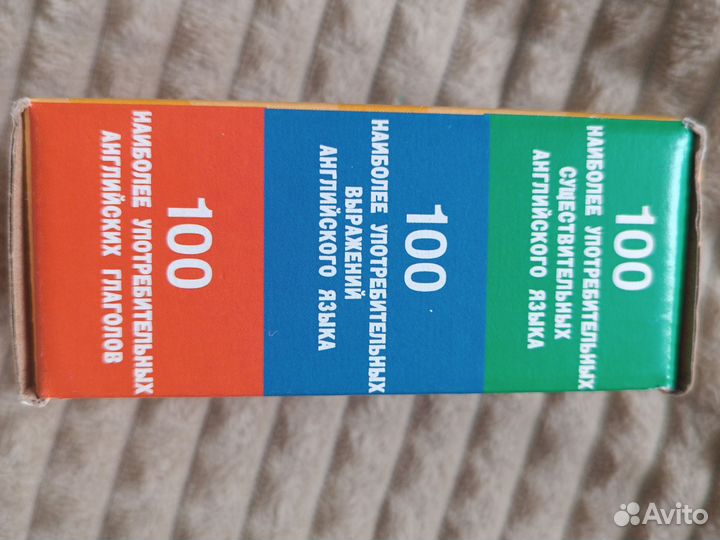 100
НАИБОЛЕЕ УПОТРЕБИТЕЛЬНЫХ
СУЩЕСТВИТЕЛЬНЫХ
АНГЛИЙСКОГО ЯЗЫКА
100
НАИБОЛЕЕ УПОТРЕБИТЕЛЬНЫХ
ВЫРАЖЕНИЙ
АНГЛИЙСКОГО ЯЗЫКА
100
НАИБОЛЕЕ УПОТРЕБИТЕЛЬНЫХ
АНГЛИЙСКИХ ГЛАГОЛОВ
Avito